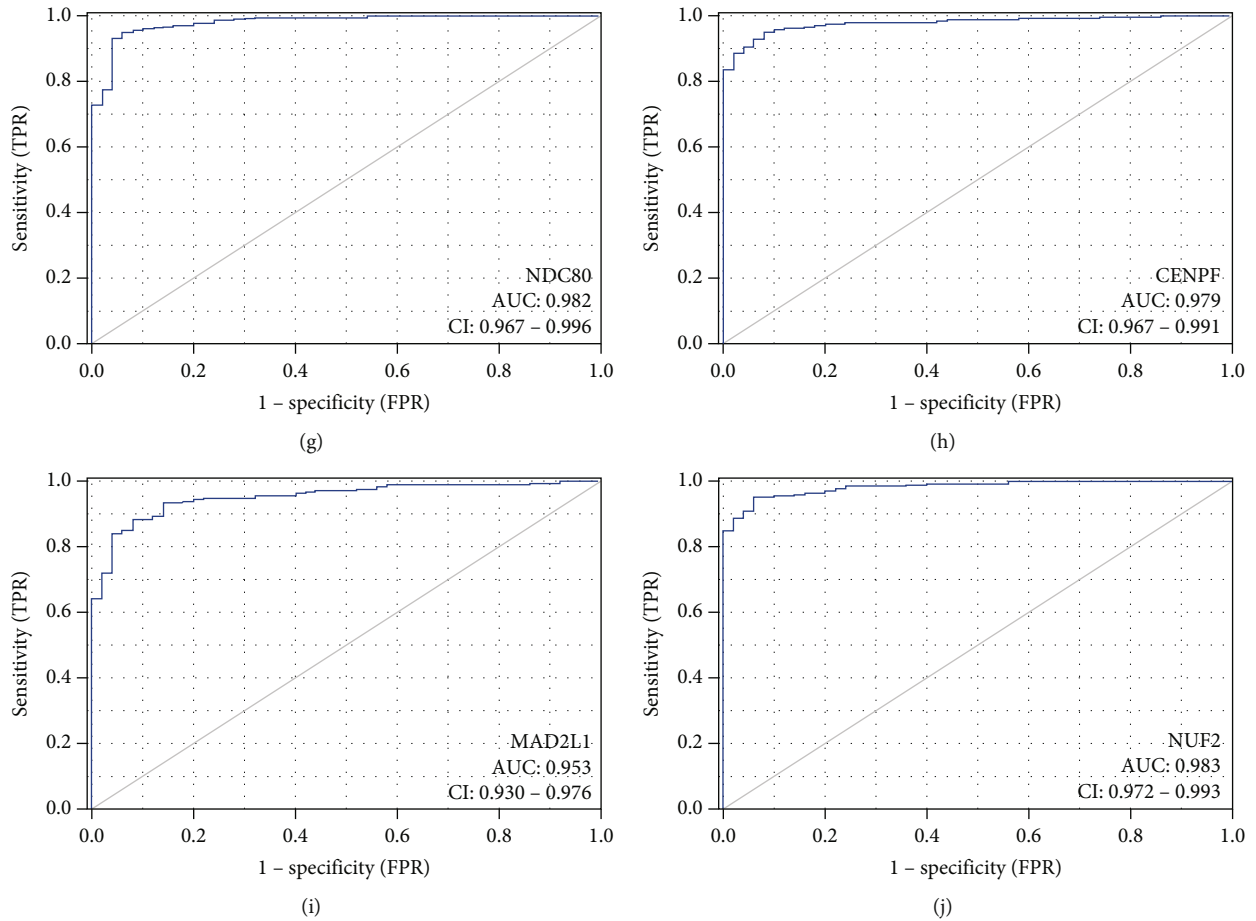 1.0
0.8
0.6
0.4
0.2
0.0
Sensitivity (TPR)
NDC80
AUC: 0.982
CI: 0.967 – 0.996
0.0 0.2 0.4 0.6 0.8 1.0
1 – specificity (FPR)
(g)
1.0
0.8
0.6
0.4
0.2
0.0
Sensitivity (TPR)
CENPF
AUC: 0.979
CI: 0.967 – 0.991
0.0 0.2 0.4 0.6 0.8 1.0
1 – specificity (FPR)
(h)
1.0
0.8
0.6
0.4
0.2
0.0
Sensitivity (TPR)
MAD2L1
AUC: 0.953
CI: 0.930 – 0.976
0.0 0.2 0.4 0.6 0.8 1.0
1 – specificity (FPR)
(i)
1.0
0.8
0.6
0.4
0.2
0.0
Sensitivity (TPR)
NUF2
AUC: 0.983
CI: 0.972 – 0.993
0.0 0.2 0.4 0.6 0.8 1.0
1 – specificity (FPR)
(j)